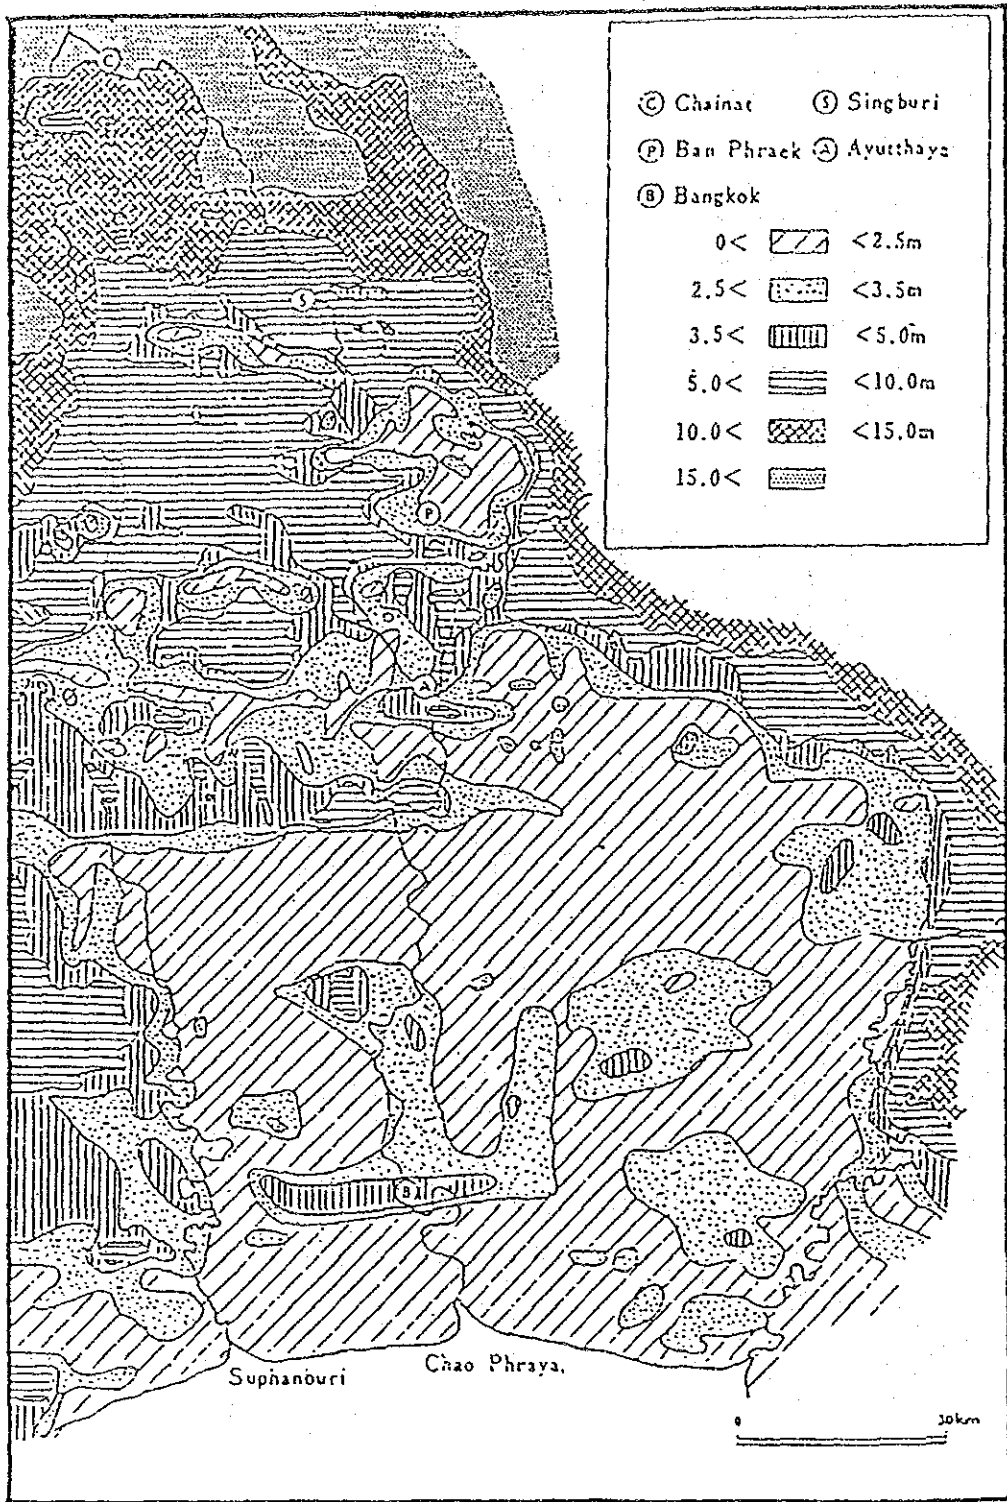 Ⓒ Chainat Ⓢ Singburi
Ⓟ Ban Phraek Ⓐ Ayutthaya
Ⓑ Bangkok
0< <2.5m
2.5< <3.5m
3.5< <5.0m
5.0< <10.0m
10.0< <15.0m
15.0<
C
S
P
A
B
Suphanburi
Chao Phraya.
0 30km